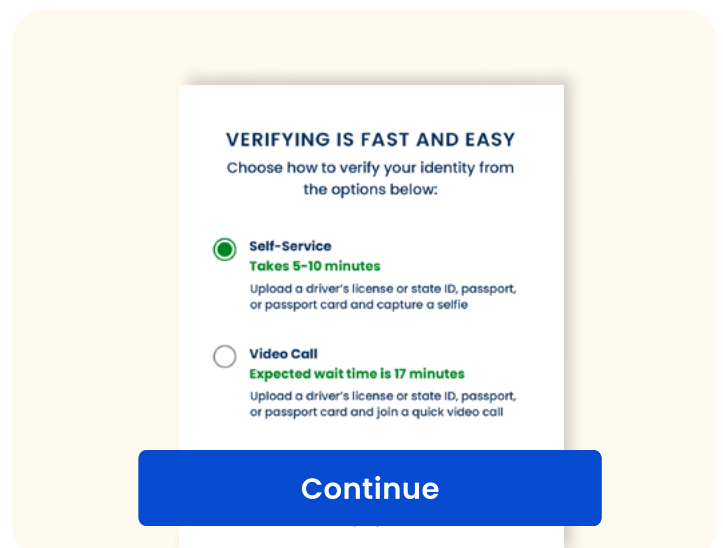 VERIFYING IS FAST AND EASY
Choose how to verify your identity from
the options below:
Self-Service
Takes 5-10 minutes
Upload a driver's license or state ID, passport,
or passport card and capture a selfie
Video Call
Expected wait time is 17 minutes
Upload a driver's license or state ID, passport,
or passport card and join a quick video call
Continue